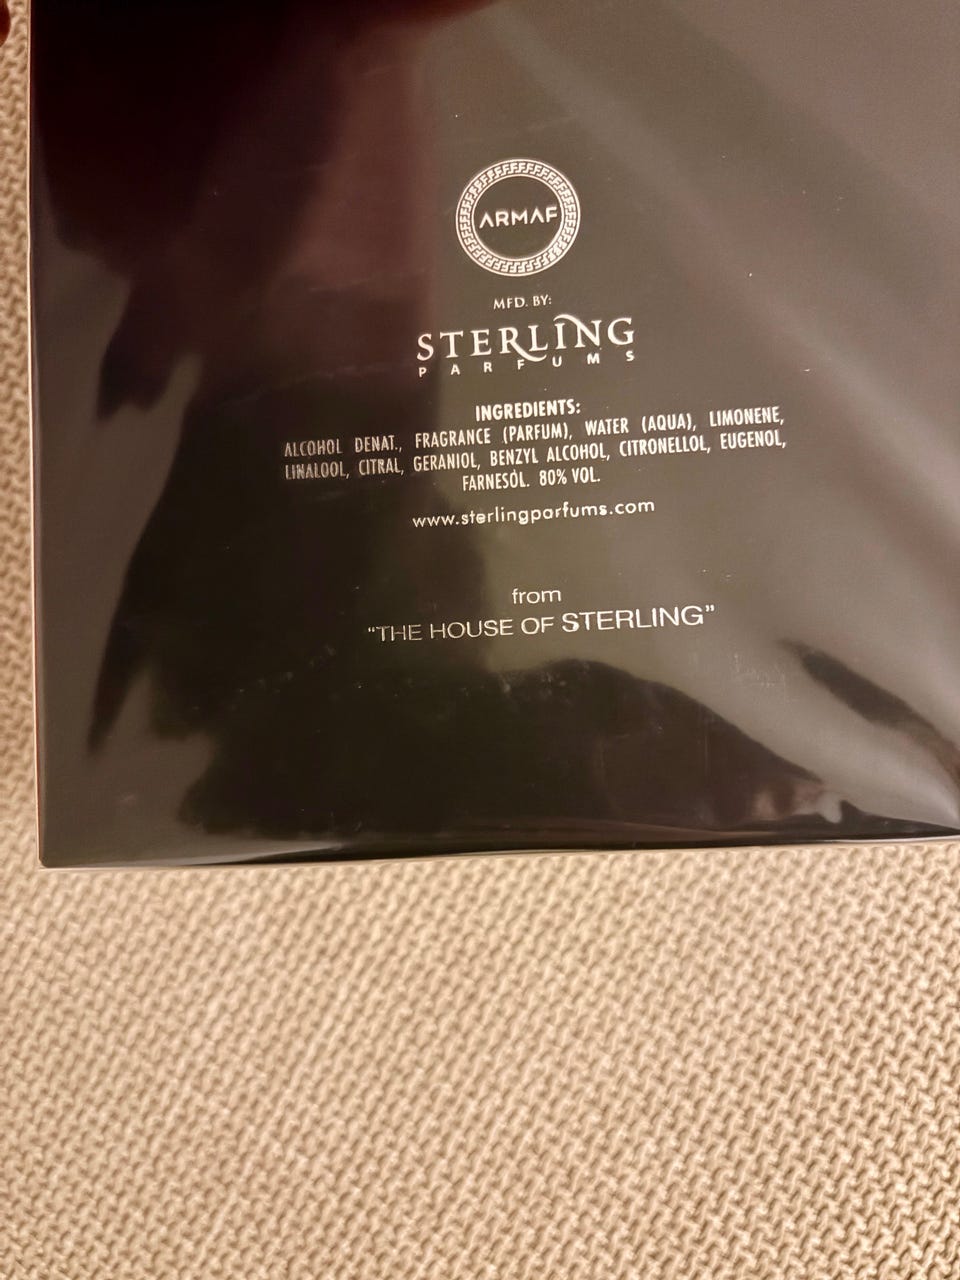 ARMAF
MFD. BY:
STERLING
PARFUMS
INGREDIENTS:
ALCOHOL DENAT., FRAGRANCE (PARFUM), WATER (AQUA), LIMONENE,
LINALOOL, CITRAL, GERANIOL, BENZYL ALCOHOL, CITRONELLOL, EUGENOL,
FARNESOL. 80% VOL.
www.sterlingparfums.com
from
"THE HOUSE OF STERLING"